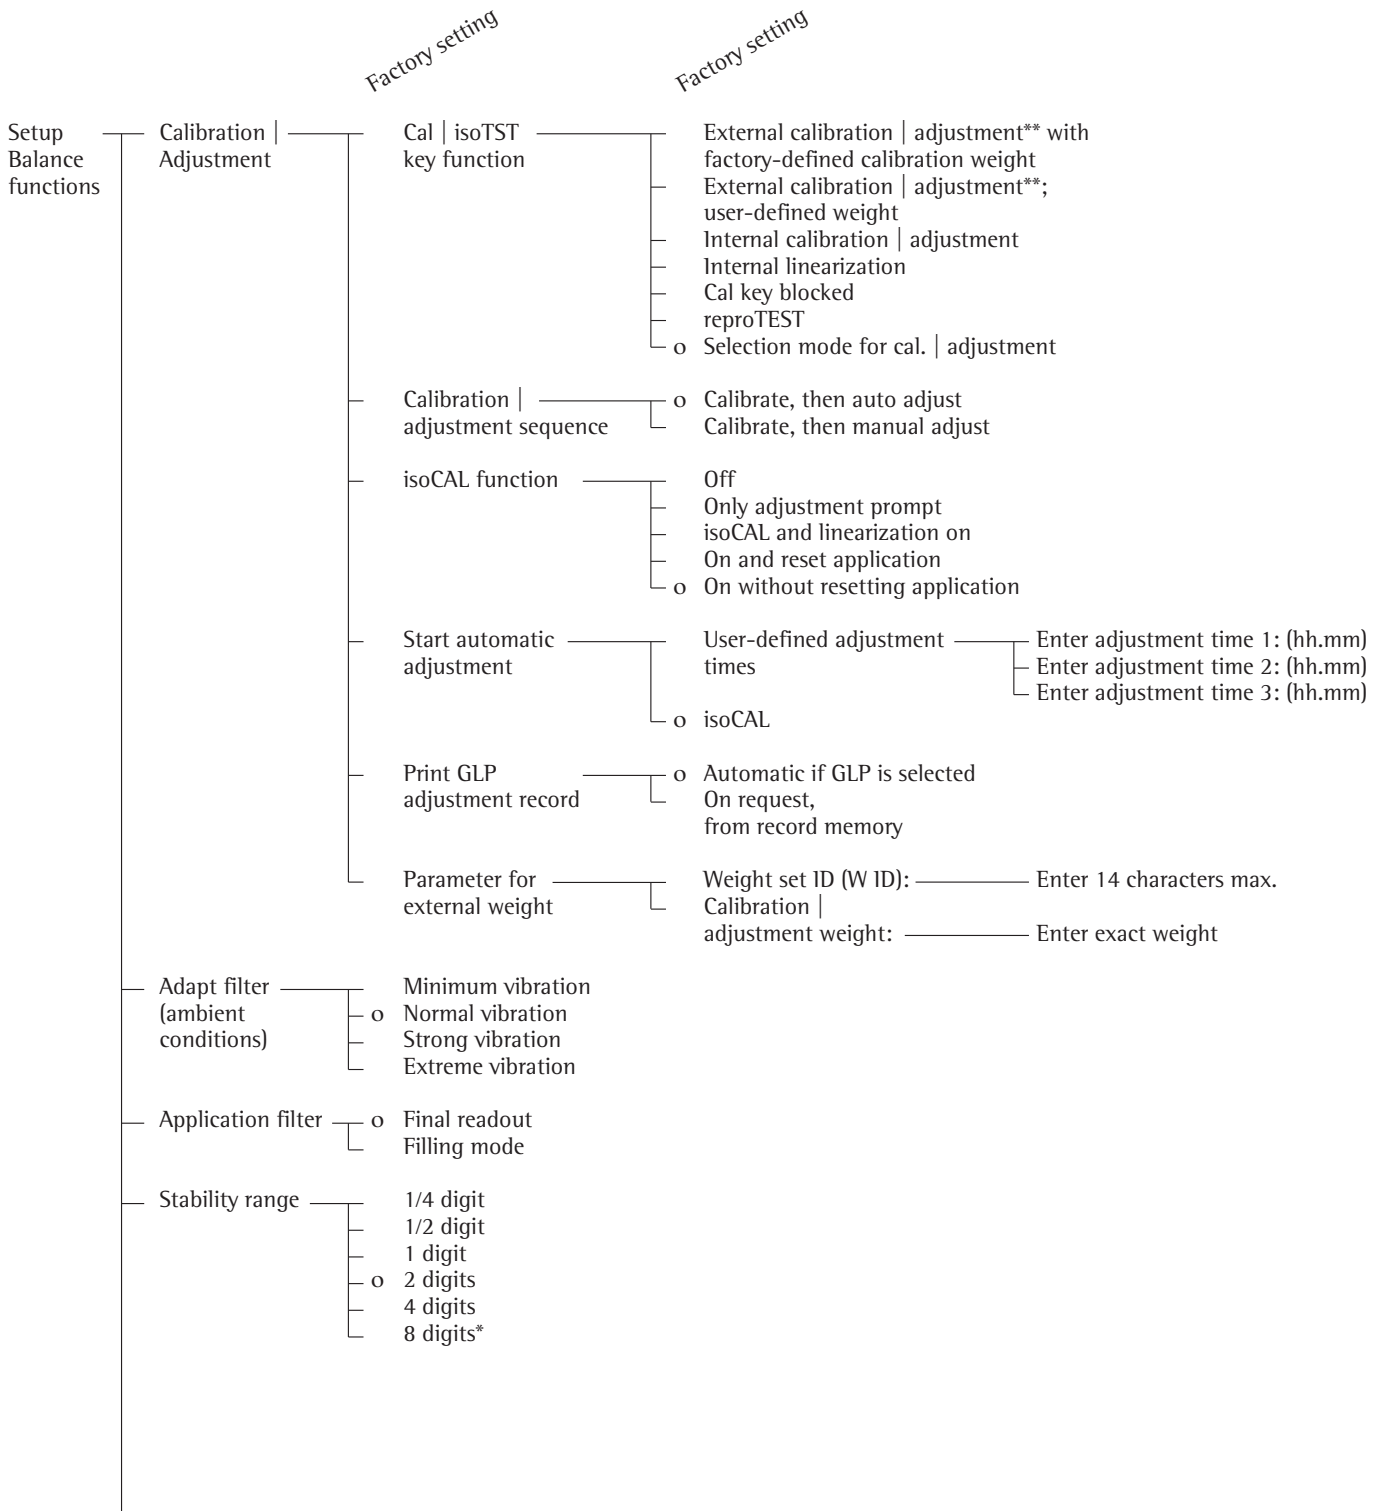 Factory setting
Factory setting
Setup
Balance
functions
Calibration |
Adjustment
Cal | isoTST
key function
External calibration | adjustment** with
factory-defined calibration weight
External calibration | adjustment**;
user-defined weight
Internal calibration | adjustment
Internal linearization
Cal key blocked
reproTEST
o Selection mode for cal. | adjustment
Calibration |
adjustment sequence
o Calibrate, then auto adjust
Calibrate, then manual adjust
isoCAL function
Off
Only adjustment prompt
isoCAL and linearization on
On and reset application
o On without resetting application
Start automatic
adjustment
User-defined adjustment
times
Enter adjustment time 1: (hh.mm)
Enter adjustment time 2: (hh.mm)
Enter adjustment time 3: (hh.mm)
o isoCAL
Print GLP
adjustment record
o Automatic if GLP is selected
On request,
from record memory
Parameter for
external weight
Weight set ID (W ID):
Enter 14 characters max.
Calibration |
adjustment weight:
Enter exact weight
Adapt filter
(ambient
conditions)
Minimum vibration
o Normal vibration
Strong vibration
Extreme vibration
Application filter
o Final readout
Filling mode
Stability range
1/4 digit
1/2 digit
1 digit
o 2 digits
4 digits
8 digits*